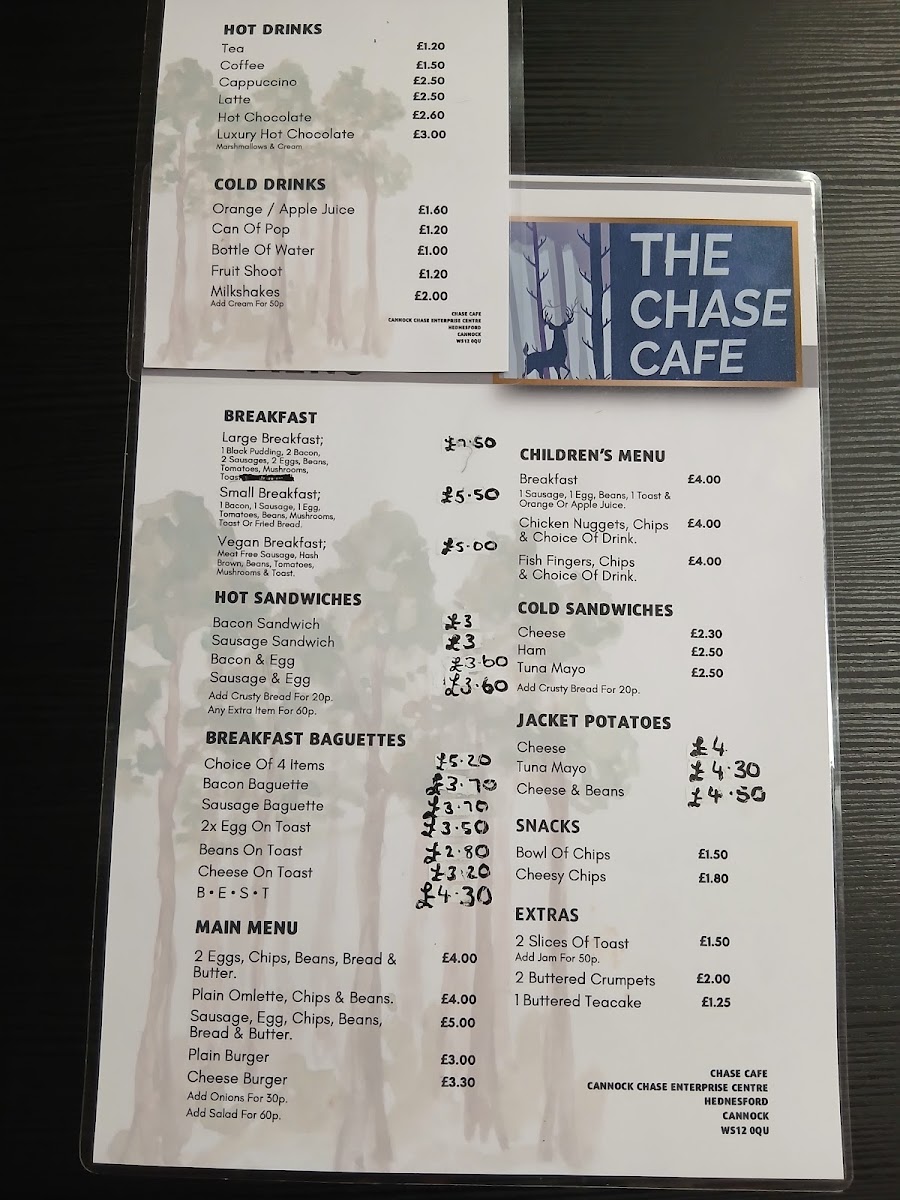 HOT DRINKS
Tea £1.20
Coffee £1.50
Cappuccino £2.50
Latte £2.50
Hot Chocolate £2.60
Luxury Hot Chocolate £3.00
Marshmallows & Cream
COLD DRINKS
Orange / Apple Juice £1.60
Can Of Pop £1.20
Bottle Of Water £1.00
Fruit Shoot £1.20
Milkshakes £2.00
Add Cream For 50p
CHASE CAFE
CANNOCK CHASE ENTERPRISE CENTRE
HEDNESFORD
CANNOCK
WS12 0QU
THE
CHASE
CAFE
BREAKFAST
Large Breakfast; £7.50
1 Black Pudding, 2 Bacon,
2 Sausages, 2 Eggs, Beans,
Tomatoes, Mushrooms,
Toast
Small Breakfast; £5.50
1 Bacon, 1 Sausage, 1 Egg,
Tomatoes, Beans, Mushrooms,
Toast Or Fried Bread.
Vegan Breakfast; £5.00
Meat Free Sausage, Hash
Brown, Beans, Tomatoes,
Mushrooms & Toast.
HOT SANDWICHES
Bacon Sandwich £3
Sausage Sandwich £3
Bacon & Egg £3.60
Sausage & Egg £3.60
Add Crusty Bread For 20p.
Any Extra Item For 60p.
BREAKFAST BAGUETTES
Choice Of 4 Items £5.20
Bacon Baguette £3.70
Sausage Baguette £3.70
2x Egg On Toast £3.50
Beans On Toast £2.80
Cheese On Toast £3.20
B • E • S • T £4.30
MAIN MENU
2 Eggs, Chips, Beans, Bread & £4.00
Butter.
Plain Omlette, Chips & Beans. £4.00
Sausage, Egg, Chips, Beans, £5.00
Bread & Butter.
Plain Burger £3.00
Cheese Burger £3.30
Add Onions For 30p.
Add Salad For 60p.
CHILDREN'S MENU
Breakfast £4.00
1 Sausage, 1 Egg, Beans, 1 Toast &
Orange Or Apple Juice.
Chicken Nuggets, Chips £4.00
& Choice Of Drink.
Fish Fingers, Chips £4.00
& Choice Of Drink.
COLD SANDWICHES
Cheese £2.30
Ham £2.50
Tuna Mayo £2.50
Add Crusty Bread For 20p.
JACKET POTATOES
Cheese £4
Tuna Mayo £4.30
Cheese & Beans £4.50
SNACKS
Bowl Of Chips £1.50
Cheesy Chips £1.80
EXTRAS
2 Slices Of Toast £1.50
Add Jam For 50p.
2 Buttered Crumpets £2.00
1 Buttered Teacake £1.25
CHASE CAFE
CANNOCK CHASE ENTERPRISE CENTRE
HEDNESFORD
CANNOCK
WS12 0QU